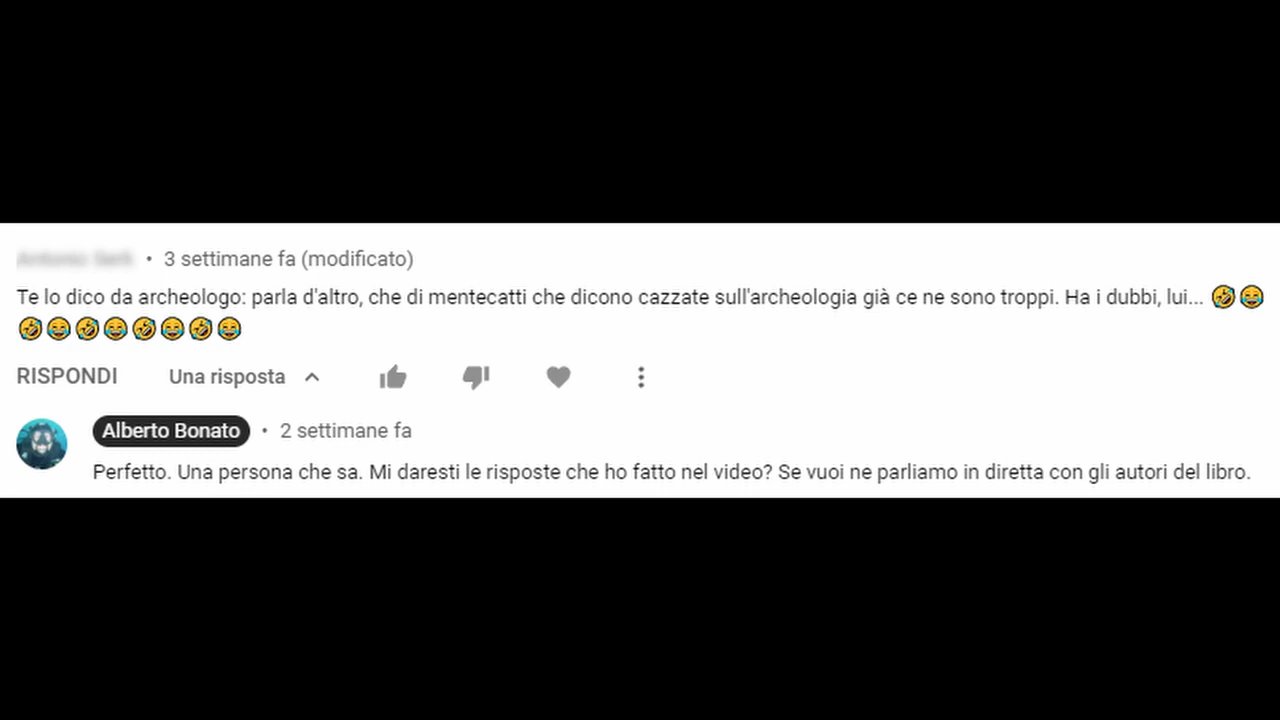 • 3 settimane fa (modificato)
Te lo dico da archeologo: parla d'altro, che di mentecatti che dicono cazzate sull'archeologia già ce ne sono troppi. Ha i dubbi, lui... 🤣😂
🤣😂🤣😂🤣😂🤣😂
RISPONDI Una risposta
Alberto Bonato • 2 settimane fa
Perfetto. Una persona che sa. Mi daresti le risposte che ho fatto nel video? Se vuoi ne parliamo in diretta con gli autori del libro.